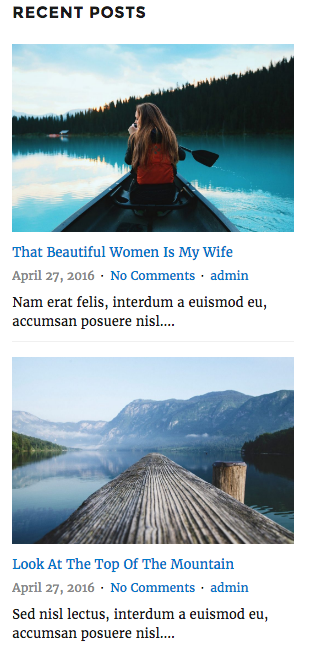 RECENT POSTS
That Beautiful Women Is My Wife
April 27, 2016 · No Comments · admin
Nam erat felis, interdum a euismod eu,
accumsan posuere nisl....
Look At The Top Of The Mountain
April 27, 2016 · No Comments · admin
Sed nisl lectus, interdum a euismod eu,
accumsan posuere nisl....